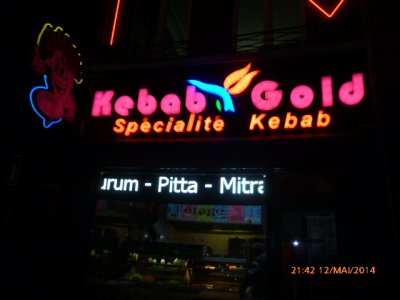 Kebab Gold
Spécialité Kebab
urum - Pitta - Mitra
21:42 12/MAI/2014